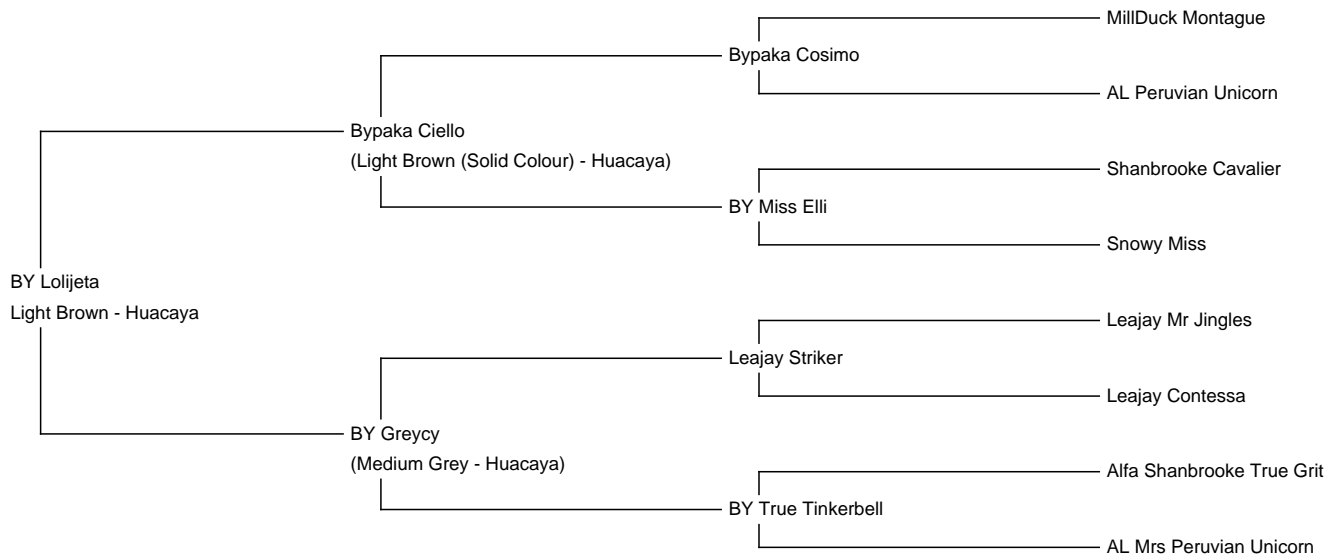 MillDuck Montague
Bypaka Cosimo
AL Peruvian Unicorn
Bypaka Ciello
(Light Brown (Solid Colour) - Huacaya)
Shanbrooke Cavalier
BY Miss Elli
Snowy Miss
BY Lolijeta
Light Brown - Huacaya
Leajay Mr Jingles
Leajay Striker
Leajay Contessa
BY Greycy
(Medium Grey - Huacaya)
Alfa Shanbrooke True Grit
BY True Tinkerbell
AL Mrs Peruvian Unicorn